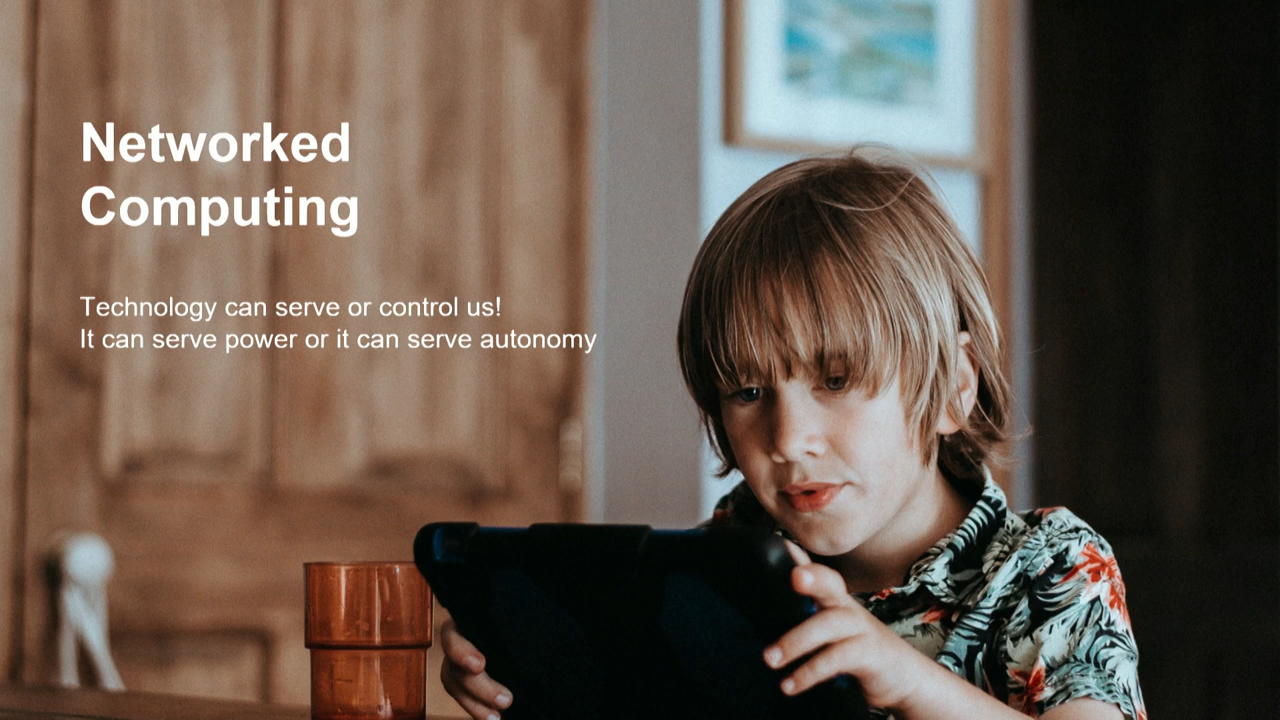 Networked
Computing
Technology can serve or control us!
It can serve power or it can serve autonomy